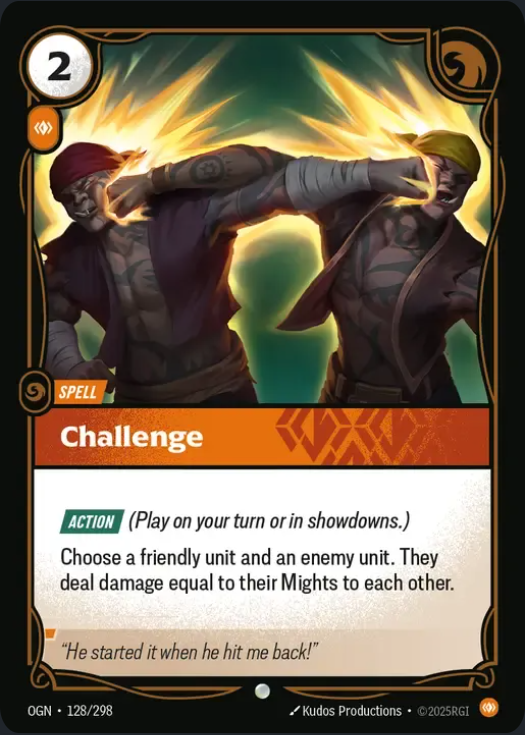 2
SPELL
Challenge
ACTION (Play on your turn or in showdowns.)
Choose a friendly unit and an enemy unit. They
deal damage equal to their Mights to each other.
“He started it when he hit me back!”
OGN • 128/298
Kudos Productions • ©2025RGI